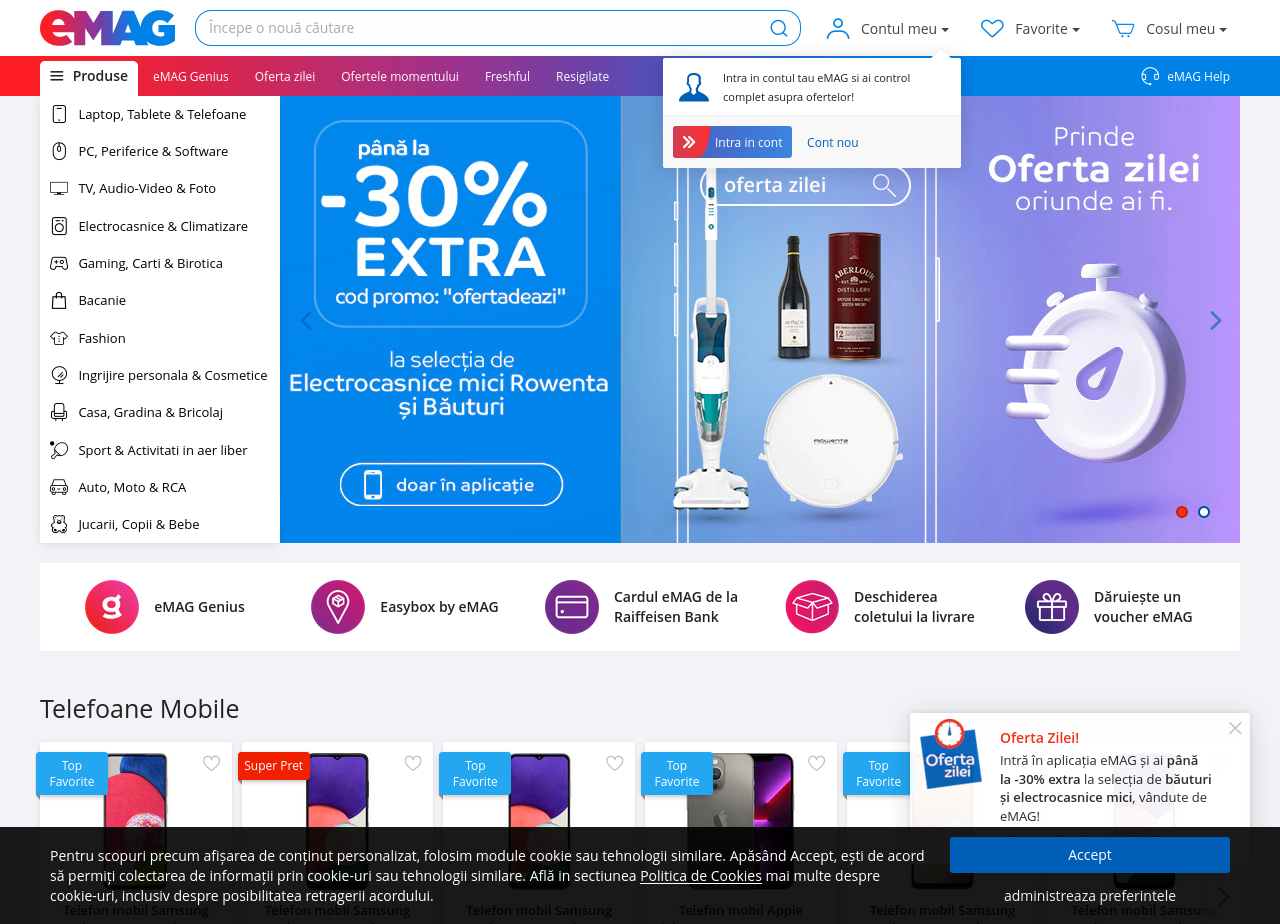 eMAG
Începe o nouă căutare
Contul meu
Favorite
Cosul meu
Produse
eMAG Genius
Oferta zilei
Ofertele momentului
Freshful
Resigilate
eMAG Help
Intra in contul tau eMAG si ai control
complet asupra ofertelor!
Intra in cont
Cont nou
Laptop, Tablete & Telefoane
PC, Periferice & Software
TV, Audio-Video & Foto
Electrocasnice & Climatizare
Gaming, Carti & Birotica
Bacanie
Fashion
Ingrijire personala & Cosmetice
Casa, Gradina & Bricolaj
Sport & Activitati in aer liber
Auto, Moto & RCA
Jucarii, Copii & Bebe
până la
-30%
EXTRA
cod promo: "ofertadeazi"
la selecția de
Electrocasnice mici Rowenta
și Băuturi
doar în aplicație
oferta zilei
ABERLOUR
DISTILLERY
12
Rowenta
Prinde
Oferta zilei
oriunde ai fi.
eMAG Genius
Easybox by eMAG
Cardul eMAG de la
Raiffeisen Bank
Deschiderea
coletului la livrare
Dăruiește un
voucher eMAG
Telefoane Mobile
Top
Favorite
Super Pret
Top
Favorite
Top
Favorite
Top
Favorite
Oferta
zilei
Oferta Zilei!
Intră în aplicația eMAG și ai până
la -30% extra la selecția de băuturi
și electrocasnice mici, vândute de
eMAG!
Pentru scopuri precum afișarea de conținut personalizat, folosim module cookie sau tehnologii similare. Apăsând Accept, ești de acord
să permiți colectarea de informații prin cookie-uri sau tehnologii similare. Află in sectiunea Politica de Cookies mai multe despre
cookie-uri, inclusiv despre posibilitatea retragerii acordului.
Accept
administreaza preferintele
Telefon mobil Samsung
Telefon mobil Samsung
Telefon mobil Samsung
Telefon mobil Apple
Telefon mobil Samsung
Telefon mobil Samsung